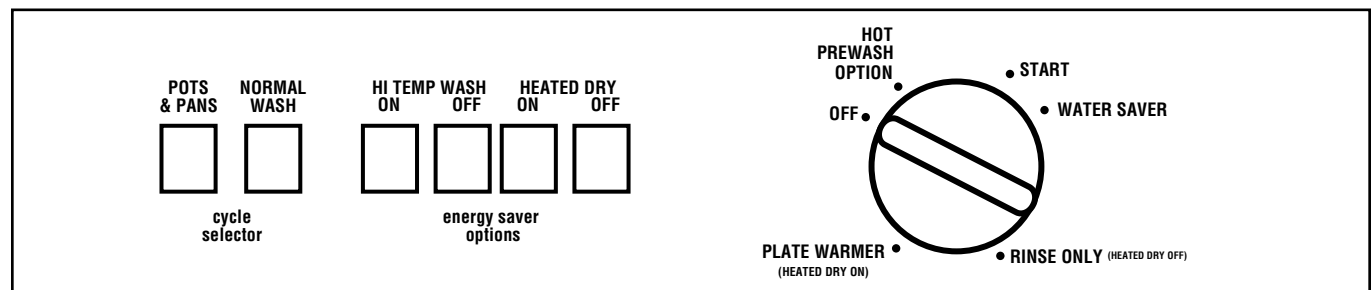 POTS
& PANS
NORMAL
WASH
HI TEMP WASH
ON OFF
HEATED DRY
ON OFF
cycle
selector
energy saver
options
HOT
PREWASH
OPTION
OFF
START
WATER SAVER
PLATE WARMER
(HEATED DRY ON)
RINSE ONLY (HEATED DRY OFF)